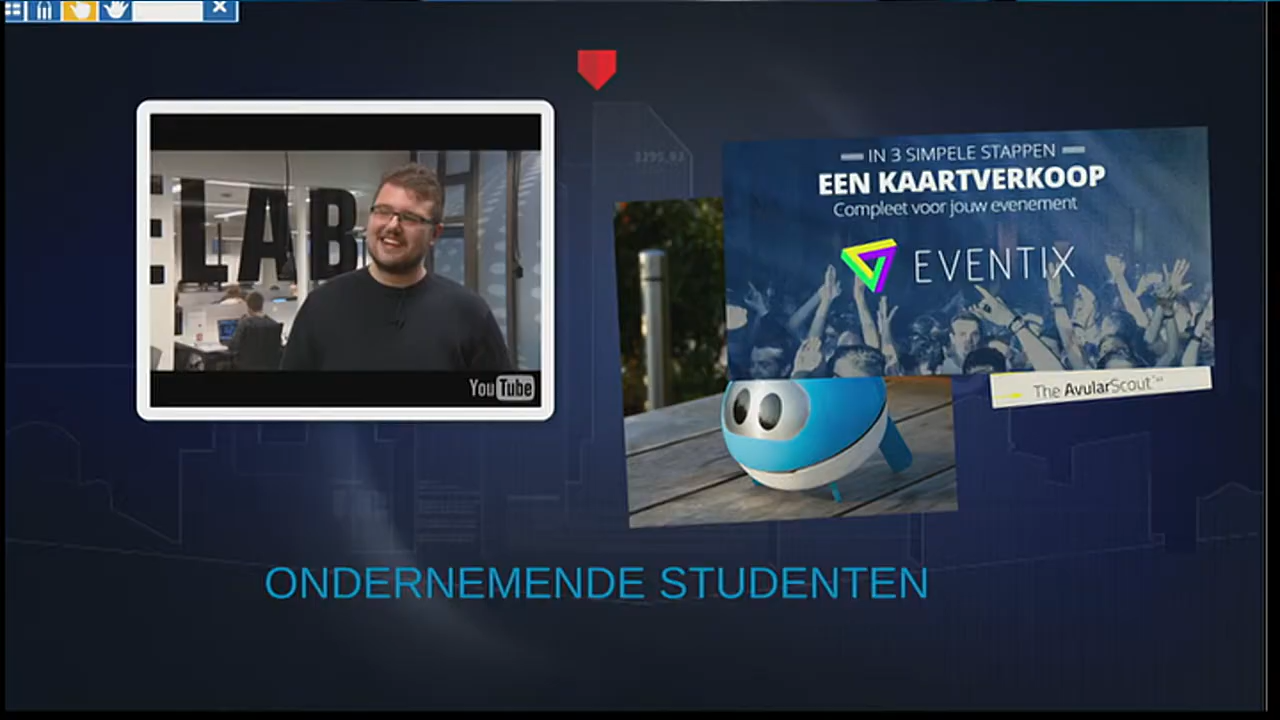 LAB
YouTube
IN 3 SIMPELE STAPPEN
EEN KAARTVERKOOP
Compleet voor jouw evenement
EVENTIX
The AvularScout
ONDERNEMENDE STUDENTEN